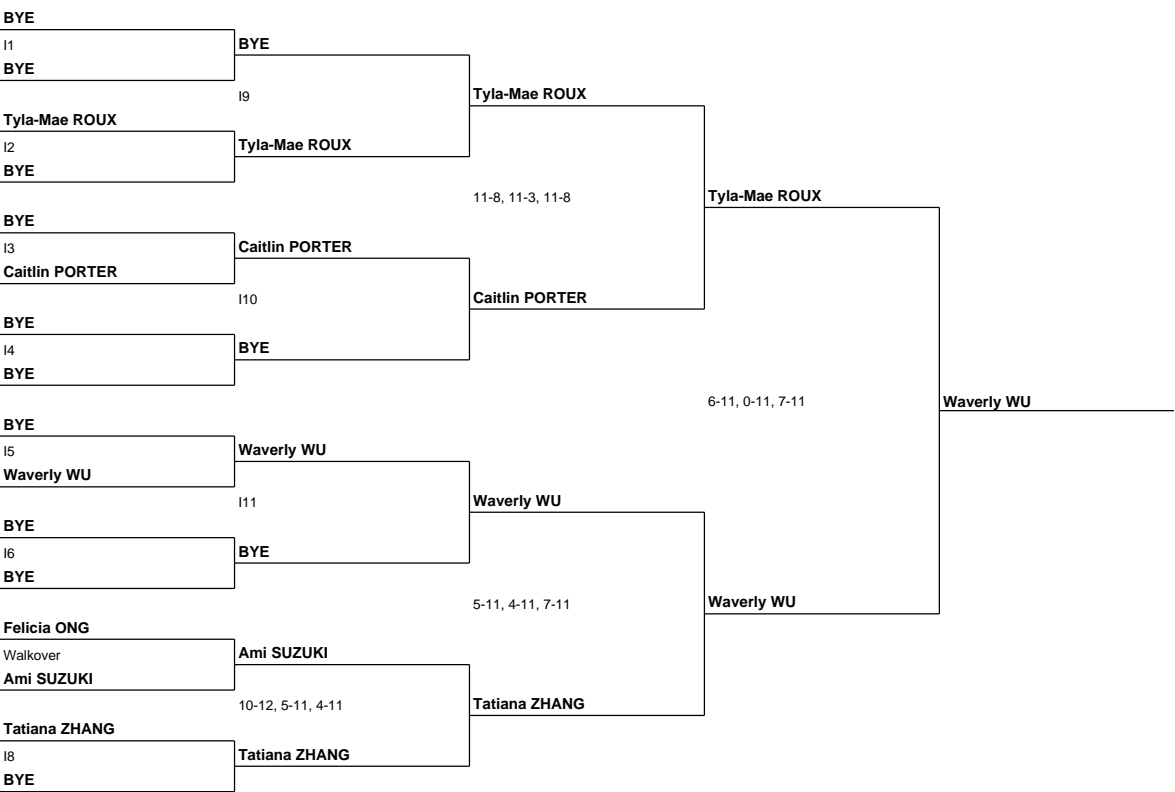 BYE
I1
BYE
BYE
I9
Tyla-Mae ROUX
Tyla-Mae ROUX
I2
Tyla-Mae ROUX
BYE
11-8, 11-3, 11-8
Tyla-Mae ROUX
BYE
I3
Caitlin PORTER
Caitlin PORTER
I10
Caitlin PORTER
BYE
I4
BYE
BYE
6-11, 0-11, 7-11
Waverly WU
BYE
I5
Waverly WU
Waverly WU
I11
Waverly WU
BYE
I6
BYE
BYE
5-11, 4-11, 7-11
Waverly WU
Felicia ONG
Walkover
Ami SUZUKI
Ami SUZUKI
10-12, 5-11, 4-11
Tatiana ZHANG
Tatiana ZHANG
I8
Tatiana ZHANG
BYE